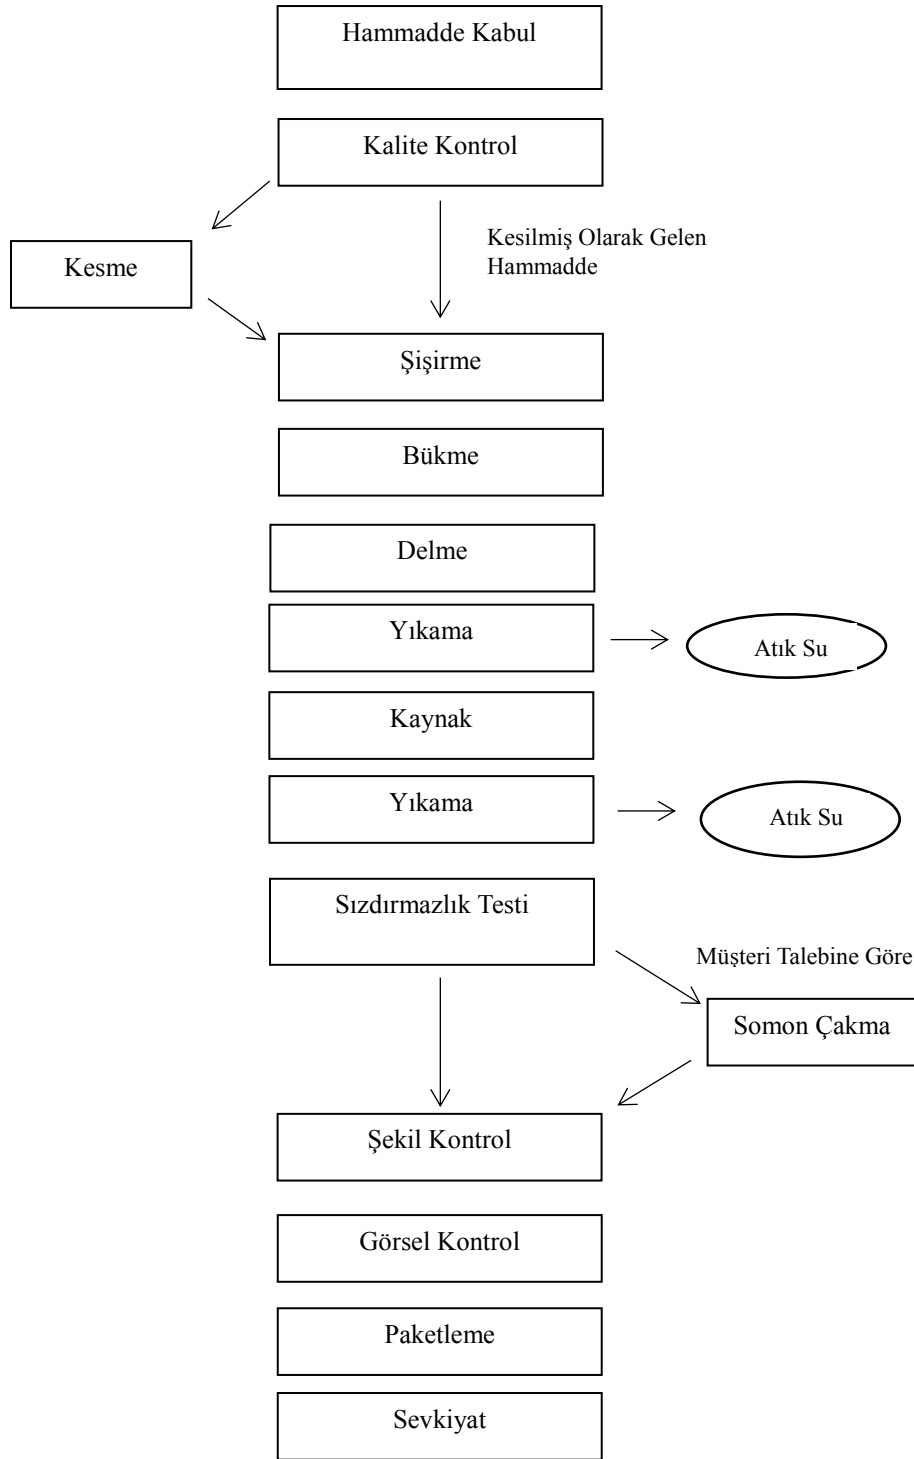 Hammadde Kabul
Kalite Kontrol
Kesilmiş Olarak Gelen
Hammadde
Kesme
Şişirme
Bükme
Delme
Yıkama
Atık Su
Kaynak
Yıkama
Atık Su
Sızdırmazlık Testi
Müşteri Talebine Göre
Somon Çakma
Şekil Kontrol
Görsel Kontrol
Paketleme
Sevkiyat